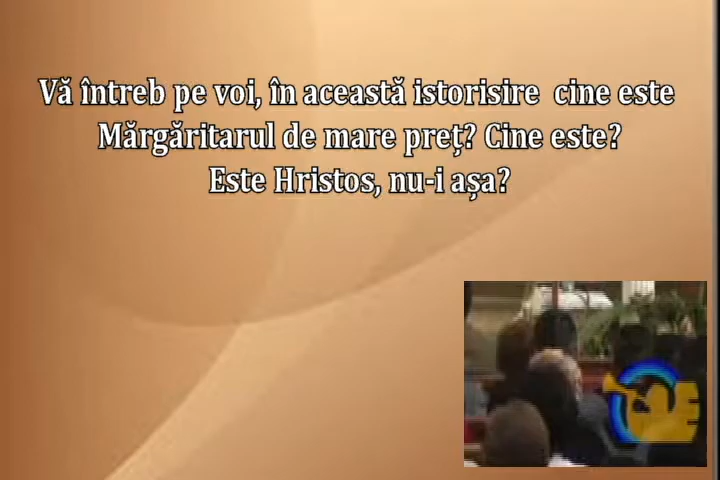 Vă întreb pe voi, în această istorisire cine este
Mărgăritarul de mare preț? Cine este?
Este Hristos, nu-i așa?